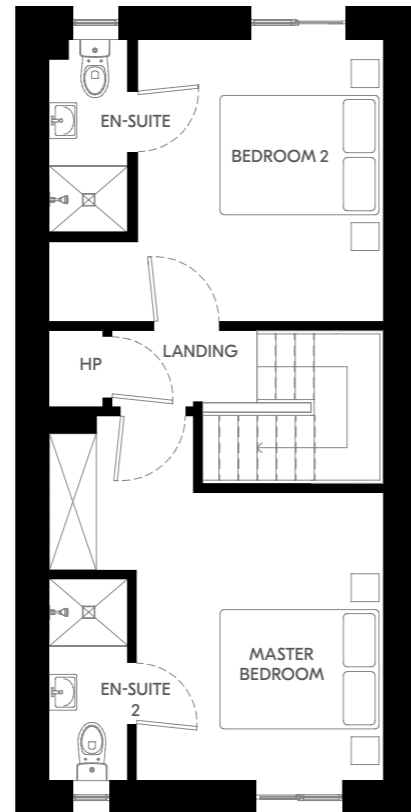 EN-SUITE
BEDROOM 2
HP
LANDING
MASTER
BEDROOM
EN-SUITE
2